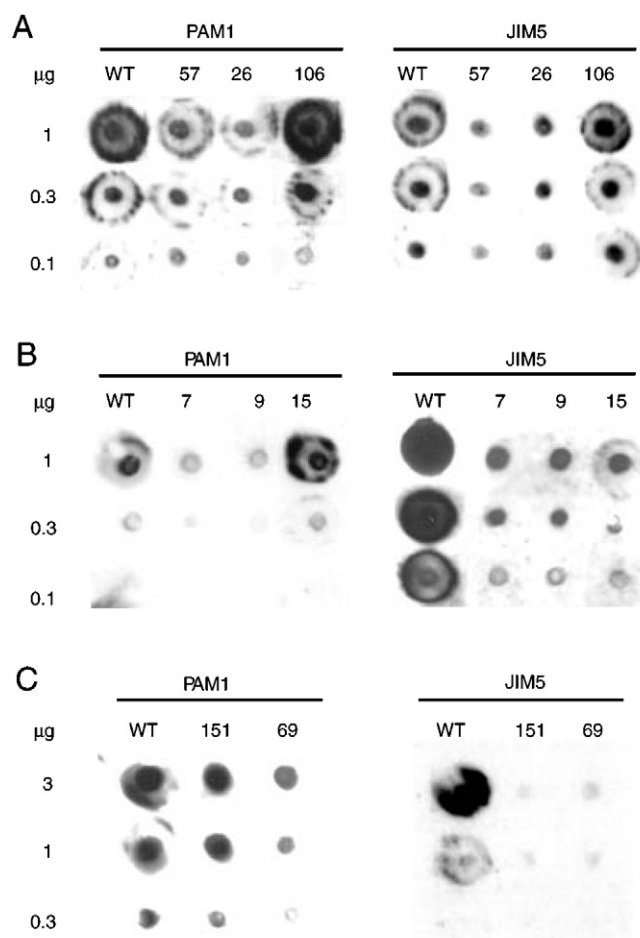 A
PAM1 JIM5
µg WT 57 26 106 WT 57 26 106
1
0.3
0.1
B
PAM1 JIM5
µg WT 7 9 15 WT 7 9 15
1
0.3
0.1
C
PAM1 JIM5
µg WT 151 69 WT 151 69
3
1
0.3